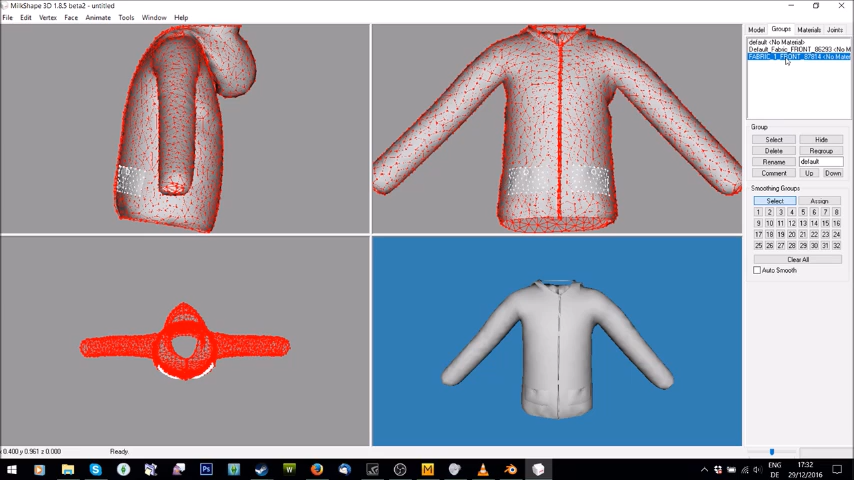 MilkShape 3D 1.8.5 beta2 - untitled
File Edit Vertex Face Animate Tools Window Help
Model Groups Materials Joints
default <No Material>
Default_Fabric_FRONT_86293 <No M
FABRIC_1_FRONT_87814 <No Mater
Group
Select Hide
Delete Regroup
Rename default
Comment Up Down
Smoothing Groups
Select Assign
1 2 3 4 5 6 7 8
9 10 11 12 13 14 15 16
17 18 19 20 21 22 23 24
25 26 27 28 29 30 31 32
Clear All
Auto Smooth
x 0.400 y 0.961 z 0.000 Ready.
ENG 17:32
DE 29/12/2016